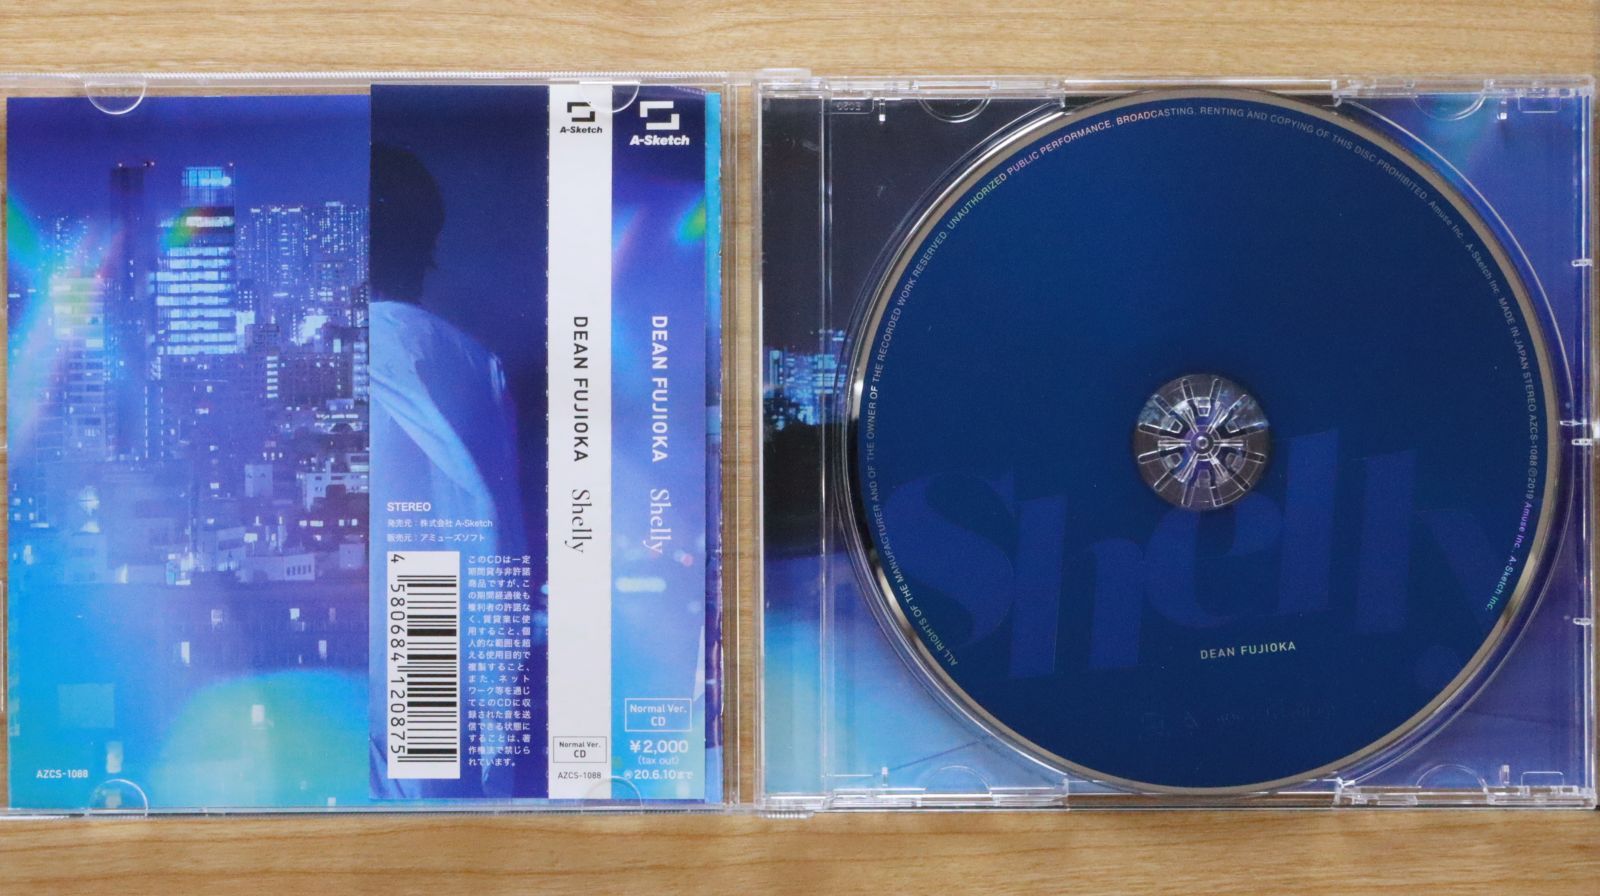 AZCS-1088
STEREO
発売元：株式会社 A-Sketch
販売元：アミューズソフト
4 580684 120875
このCDは一定
期間貸与非許諾
商品ですが、こ
の期間経過後も
権利者の許諾な
く、賃貸業に使
用すること、個
人的な範囲を超
える使用目的で
複製すること、
また、ネット
ワーク等を通じ
てこのCDに収
録された音を送
信できる状態に
することは、著
作権法で禁じら
れています。
A-Sketch
DEAN FUJIOKA Shelly
Normal Ver.
CD
AZCS-1088
A-Sketch
DEAN FUJIOKA Shelly
Normal Ver.
CD
¥2,000
(tax out)
20.6.10まで
ALL RIGHTS OF THE MANUFACTURER AND OF THE OWNER OF THE RECORDED WORK RESERVED. UNAUTHORIZED PUBLIC PERFORMANCE, BROADCASTING, RENTING AND COPYING OF THIS DISC PROHIBITED. Amuse Inc. A-Sketch Inc. MADE IN JAPAN STEREO AZCS-1088 ℗2019 Amuse Inc. A-Sketch Inc.
Shelly
DEAN FUJIOKA